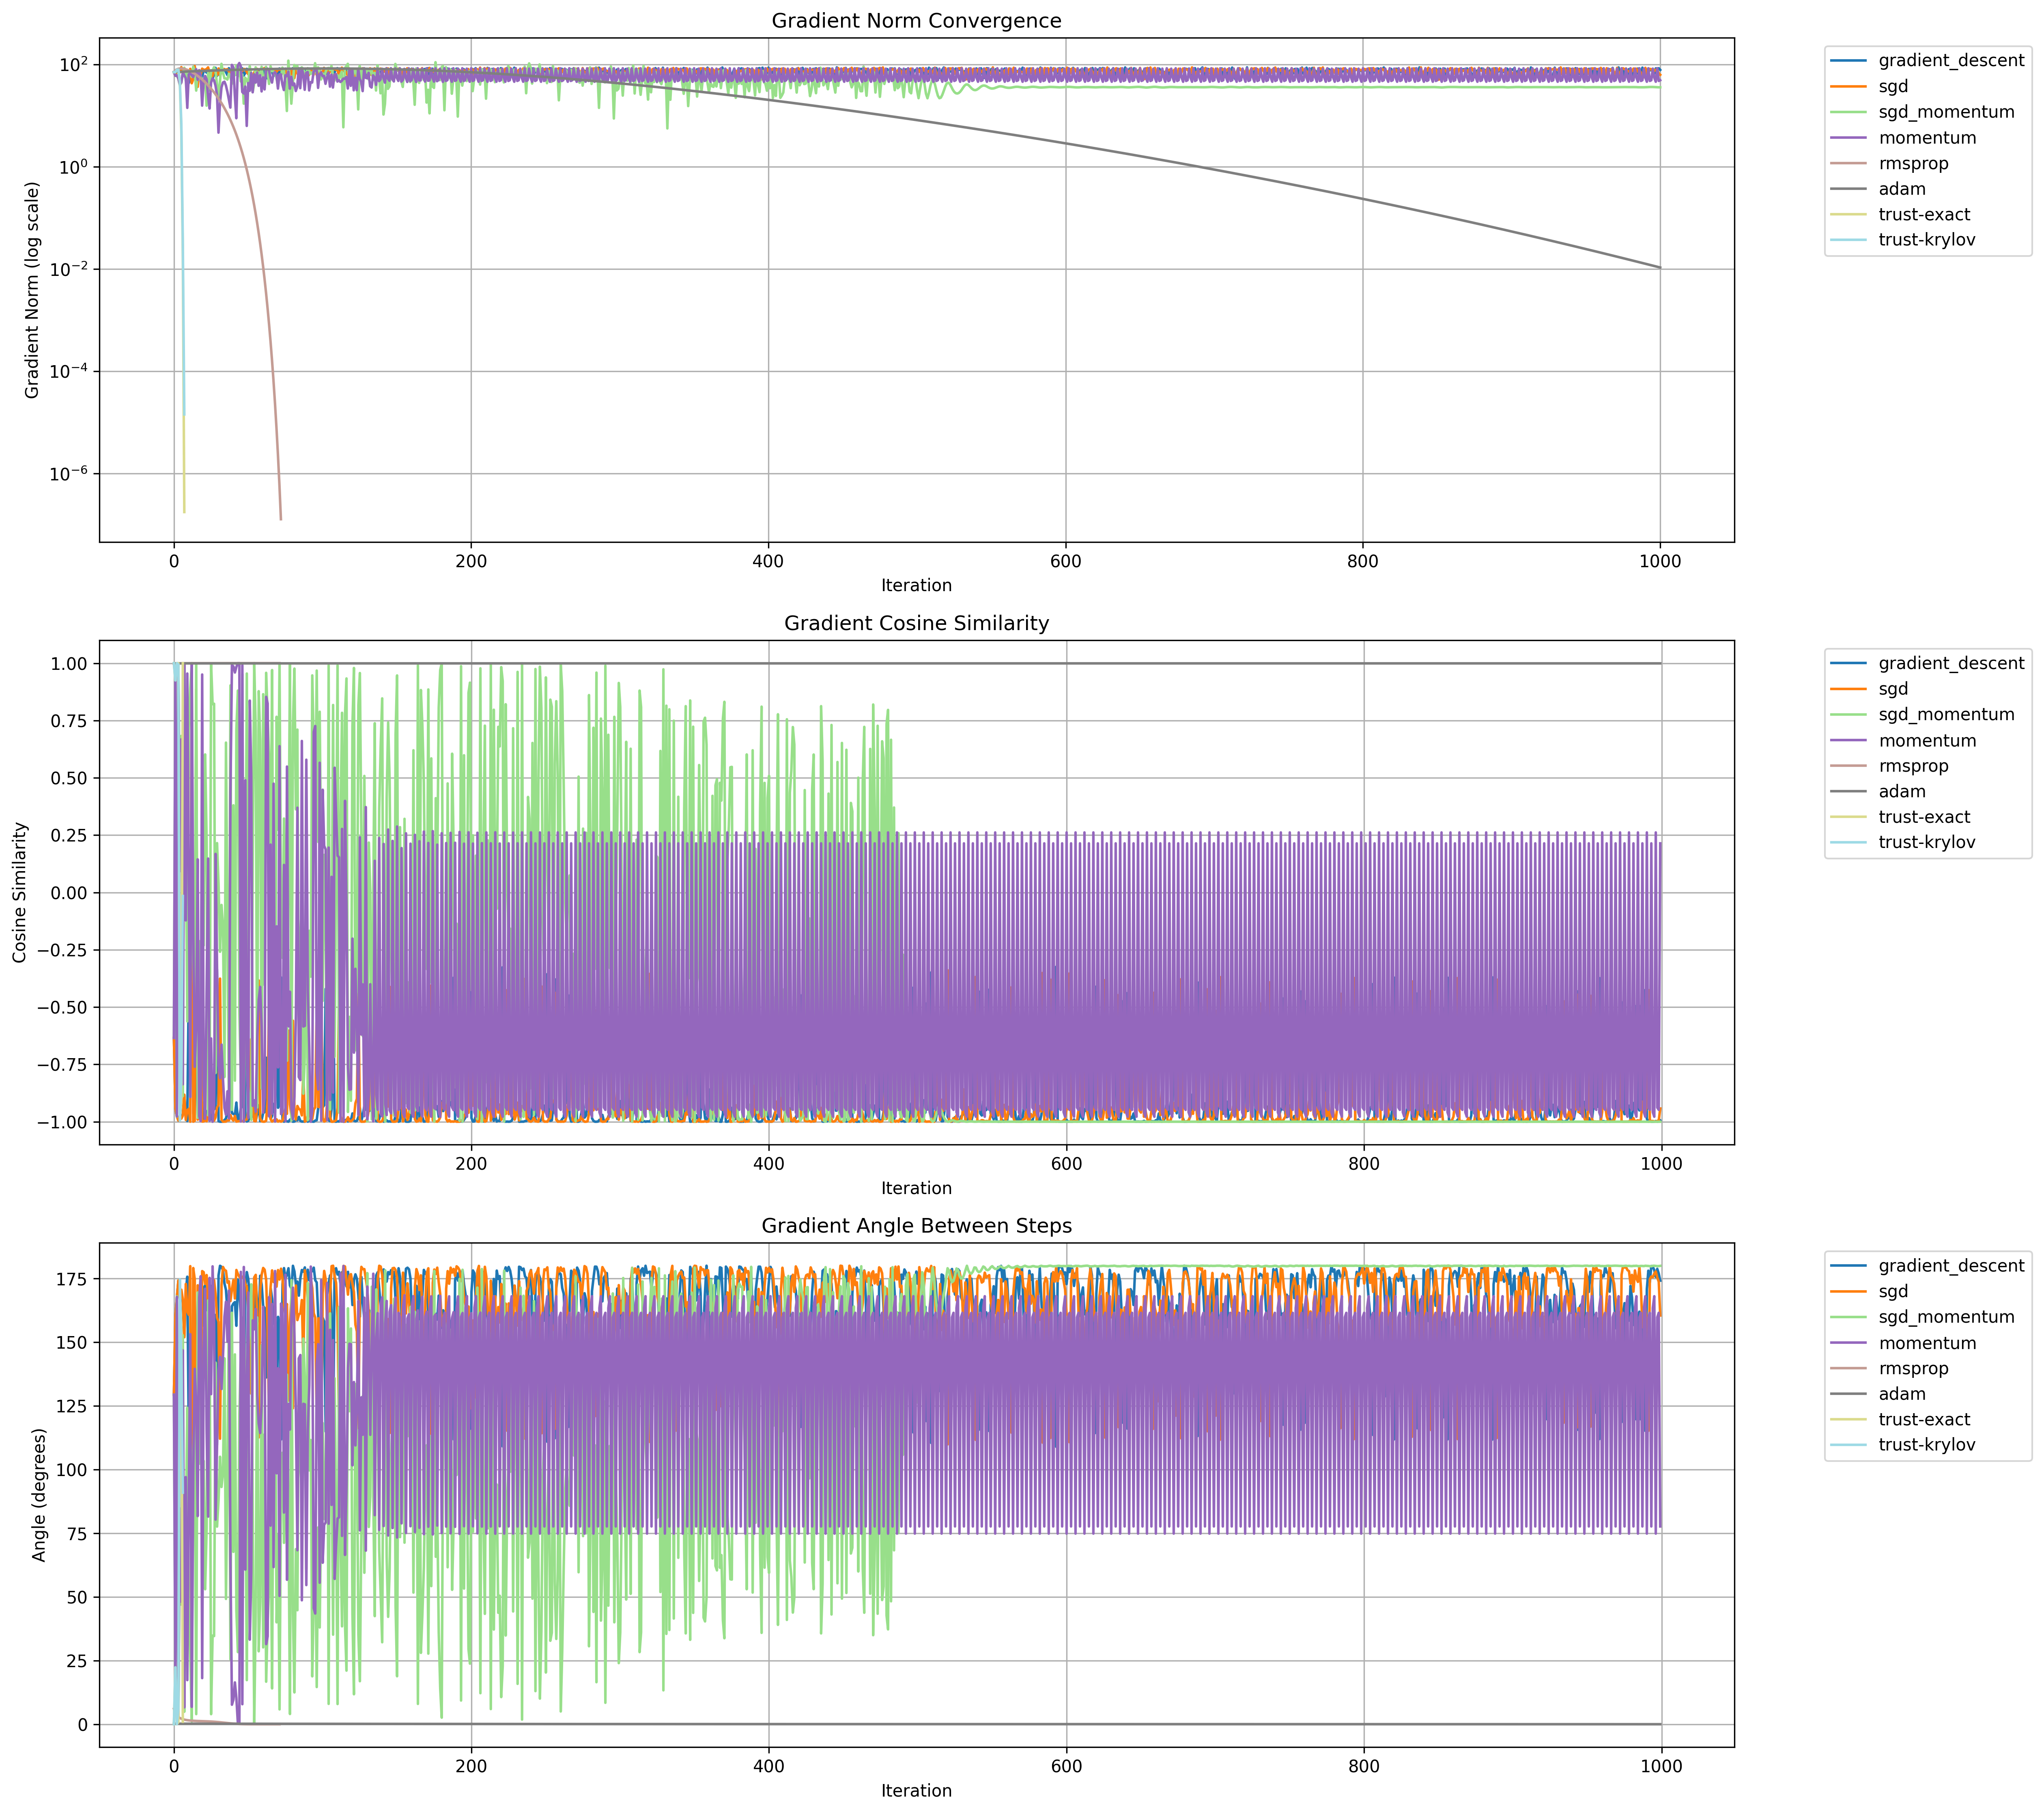 Gradient Norm Convergence
Gradient Norm (log scale)
10²
10⁰
10⁻²
10⁻⁴
10⁻⁶
0 200 400 600 800 1000
Iteration
gradient_descent
sgd
sgd_momentum
momentum
rmsprop
adam
trust-exact
trust-krylov
Gradient Cosine Similarity
Cosine Similarity
1.00
0.75
0.50
0.25
0.00
−0.25
−0.50
−0.75
−1.00
0 200 400 600 800 1000
Iteration
gradient_descent
sgd
sgd_momentum
momentum
rmsprop
adam
trust-exact
trust-krylov
Gradient Angle Between Steps
Angle (degrees)
175
150
125
100
75
50
25
0
0 200 400 600 800 1000
Iteration
gradient_descent
sgd
sgd_momentum
momentum
rmsprop
adam
trust-exact
trust-krylov